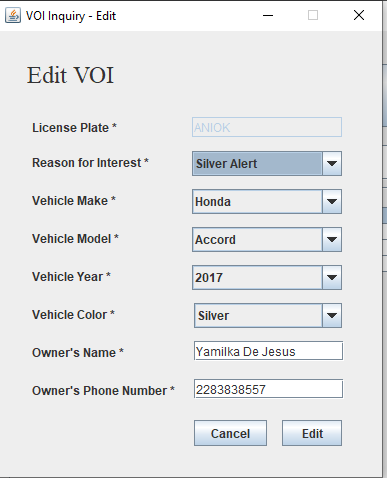 VOI Inquiry - Edit
Edit VOI
License Plate * ANIOK
Reason for Interest * Silver Alert
Vehicle Make * Honda
Vehicle Model * Accord
Vehicle Year * 2017
Vehicle Color * Silver
Owner's Name * Yamilka De Jesus
Owner's Phone Number * 2283838557
Cancel Edit